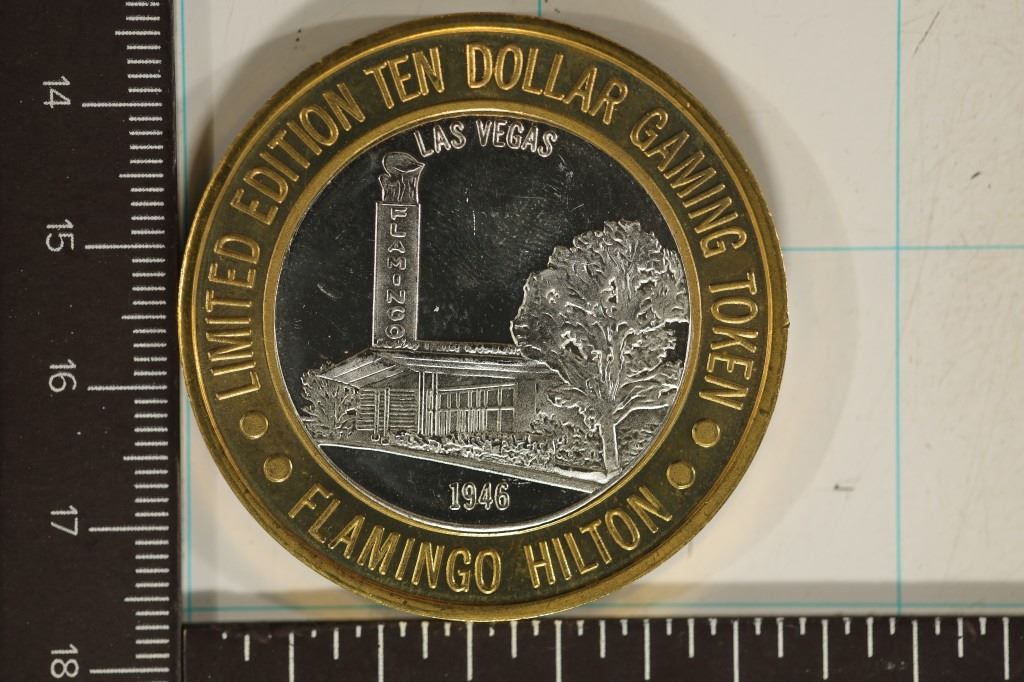 LIMITED EDITION TEN DOLLAR GAMING TOKEN
LAS VEGAS
FLAMINGO
1946
FLAMINGO HILTON
14
15
16
17
18